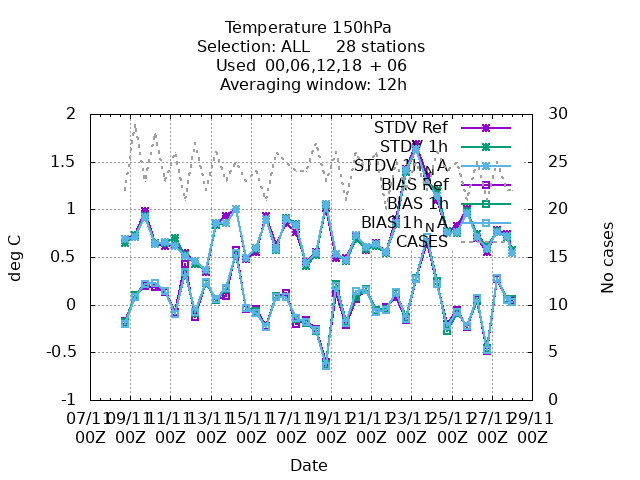 Temperature 150hPa
Selection: ALL 28 stations
Used 00,06,12,18 + 06
Averaging window: 12h
2 30
STDV Ref
STDV 1h
1.5 25
STDV 1h_NA
BIAS Ref
1 20
BIAS 1h
BIAS 1h_NA
CASES
deg C
No cases
0.5 15
0 10
-0.5 5
-1 0
07/11 09/11 11/11 13/11 15/11 17/11 19/11 21/11 23/11 25/11 27/11 29/11
00Z 00Z 00Z 00Z 00Z 00Z 00Z 00Z 00Z 00Z 00Z 00Z
Date